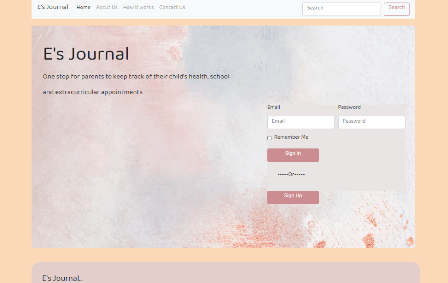 E's Journal Home About Us How it works Contact Us Search Search
E's Journal
One stop for parents to keep track of their child's health, school
and extracurricular appointments
Email Password
Email Password
Remember Me
Sign in
-----Or-----
Sign Up
E's Journal.